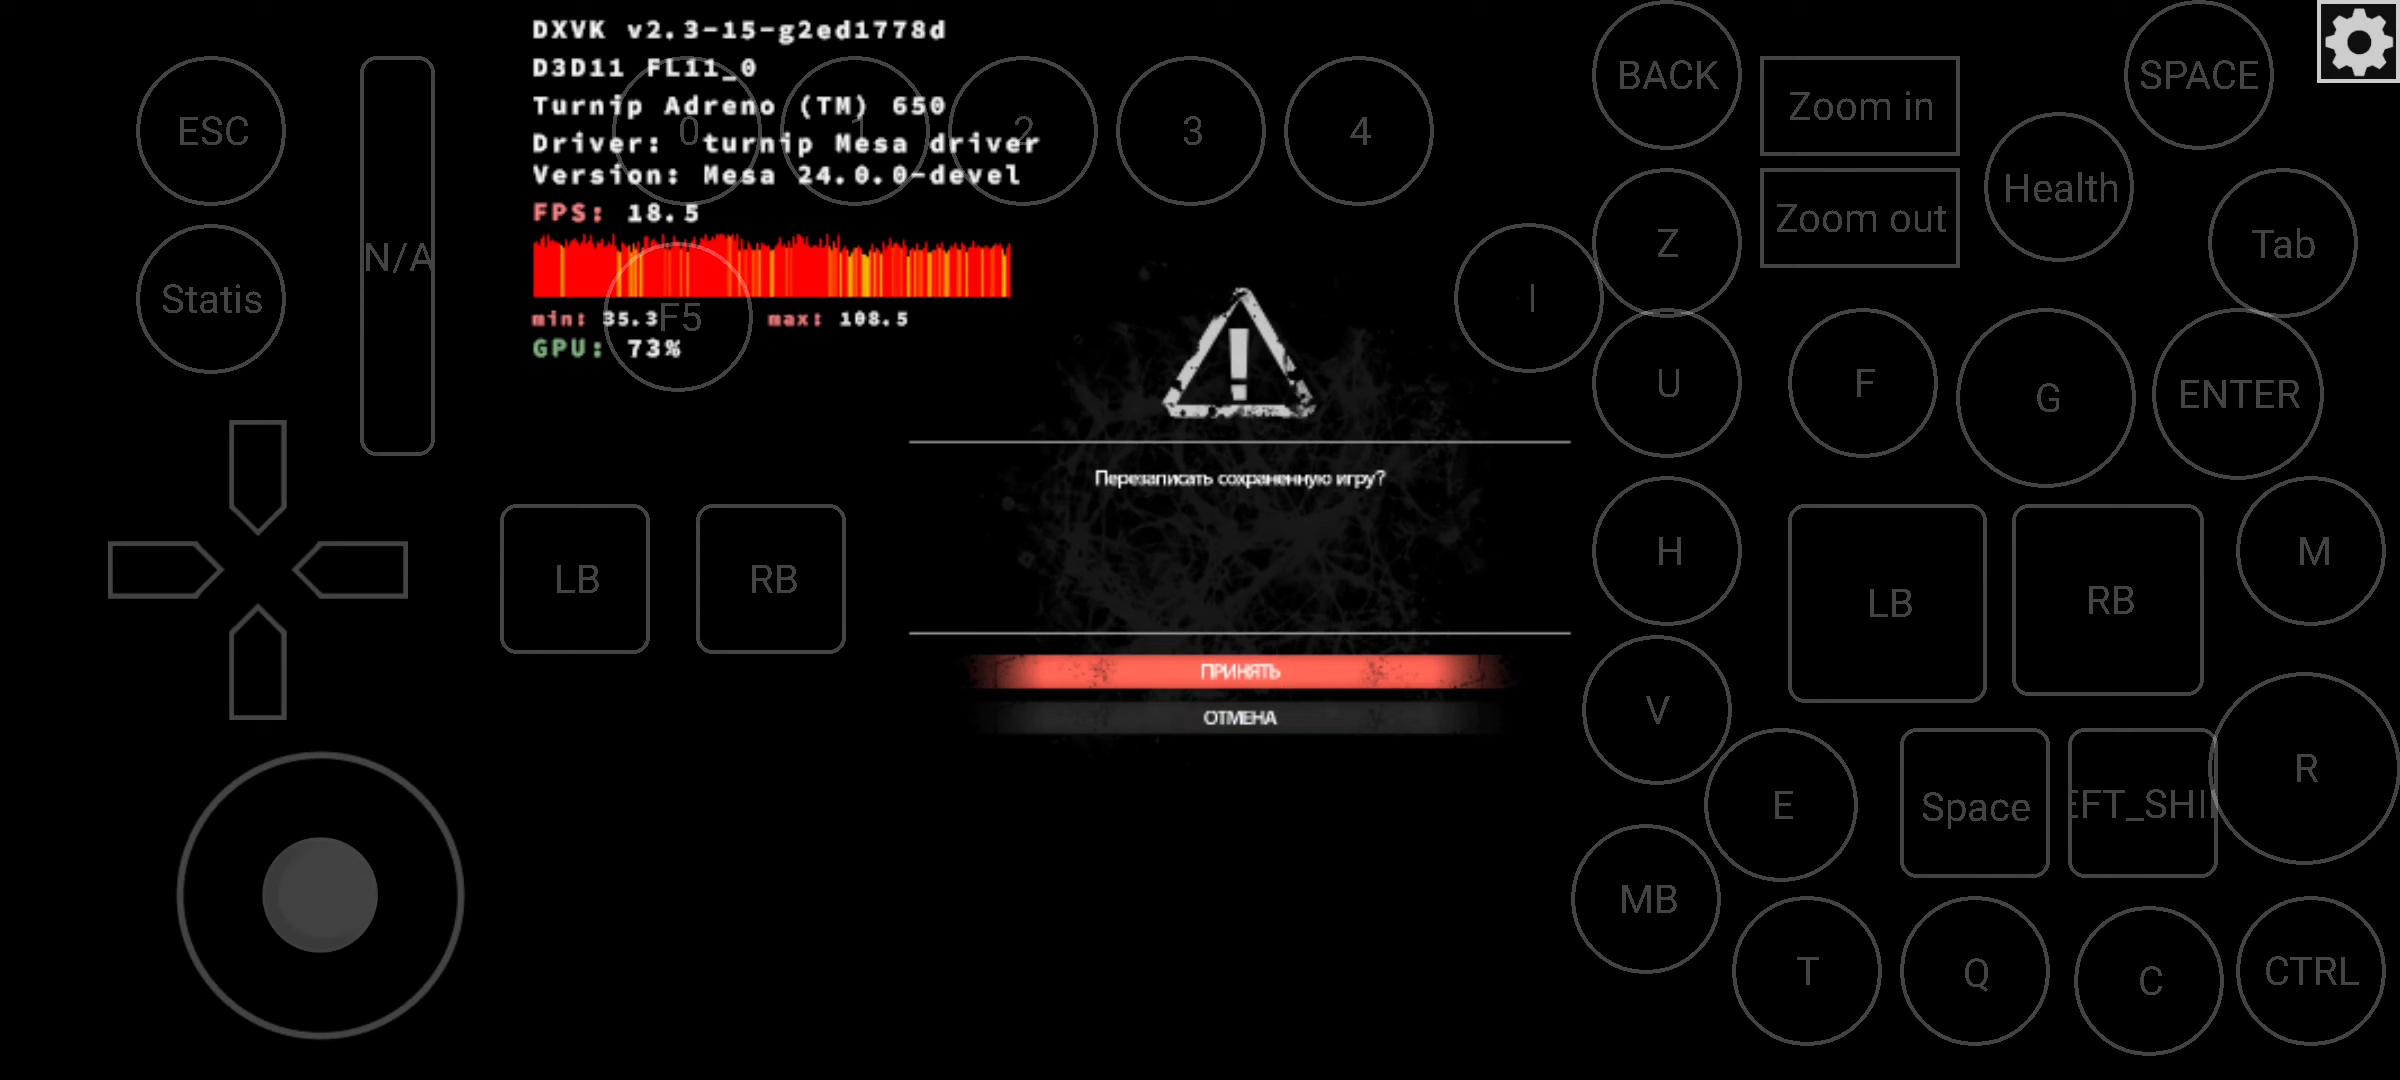 DXVK v2.3-15-g2ed1778d
D3D11 FL11_0
Turnip Adreno (TM) 650
Driver: turnip Mesa driver
Version: Mesa 24.0.0-devel
FPS: 18.5
min: 35.3 max: 108.5
GPU: 73%
ESC
0
1
2
3
4
BACK
Zoom in
SPACE
Health
Zoom out
Z
Tab
N/A
Statis
F5
I
U
F
G
ENTER
Перезаписать сохраненную игру?
LB
RB
H
LB
RB
M
ПРИНЯТЬ
ОТМЕНА
V
E
Space
EFT_SHI
R
MB
T
Q
C
CTRL